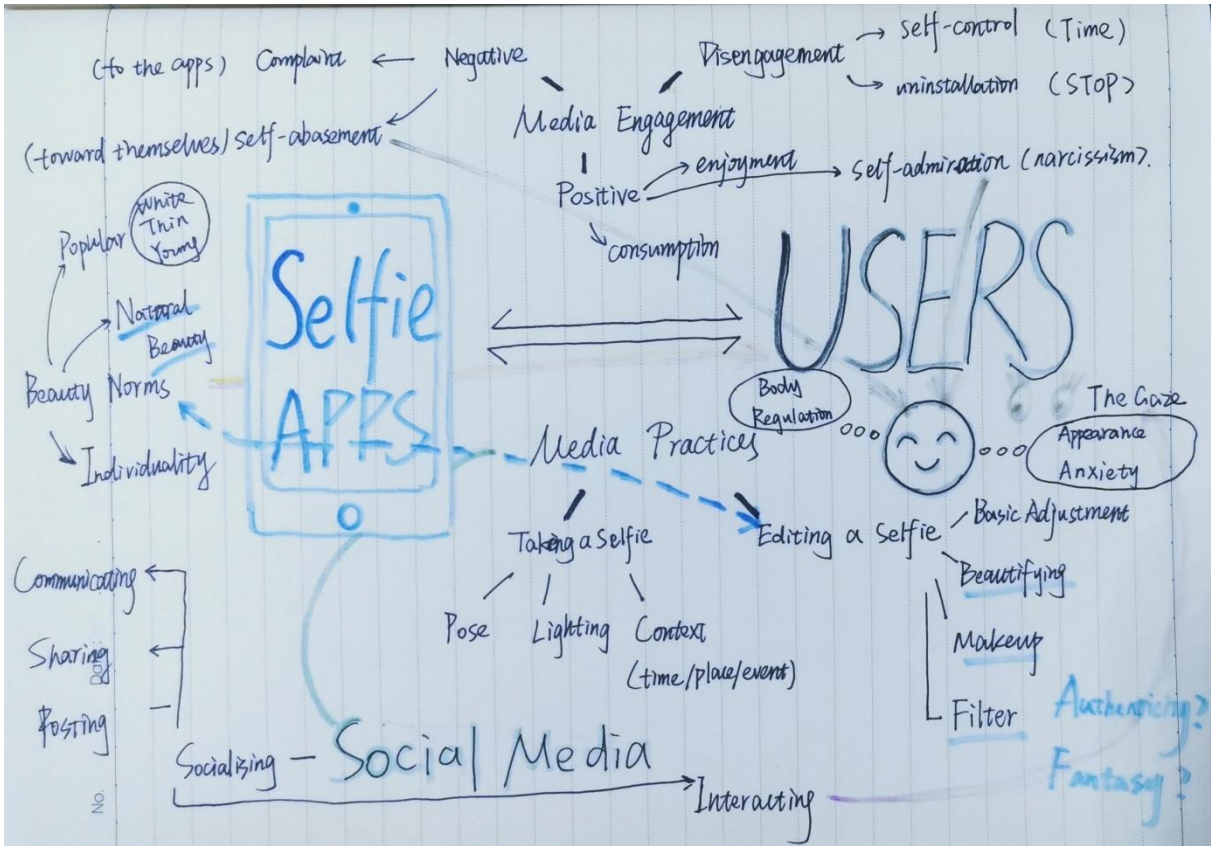 (to the apps) Complaint ← Negative
Disengagement → self-control (Time)
→ uninstallation (STOP)
Media Engagement
(toward themselves) self-abasement
Positive → enjoyment → self-admiration (narcissism).
→ consumption
Popular
White
Thin
Young
Natural
Beauty
Beauty Norms
Individuality
Selfie
APPS
USERS
Body
Regulation
The Gaze
Appearance
Anxiety
Media Practices
Taking a Selfie
Pose Lighting Context
(time/place/event)
Editing a Selfie
Basic Adjustment
Beautifying
Makeup
Filter
Authenticity?
Fantasy?
Communicating
Sharing
Posting
Socialising – Social Media
Interacting
No.